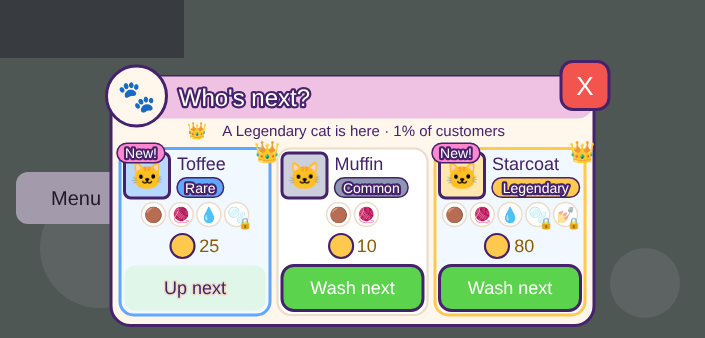 Who's next?
X
A Legendary cat is here · 1% of customers
New!
Toffee
Rare
25
Up next
Muffin
Common
10
Wash next
New!
Starcoat
Legendary
80
Wash next
Menu